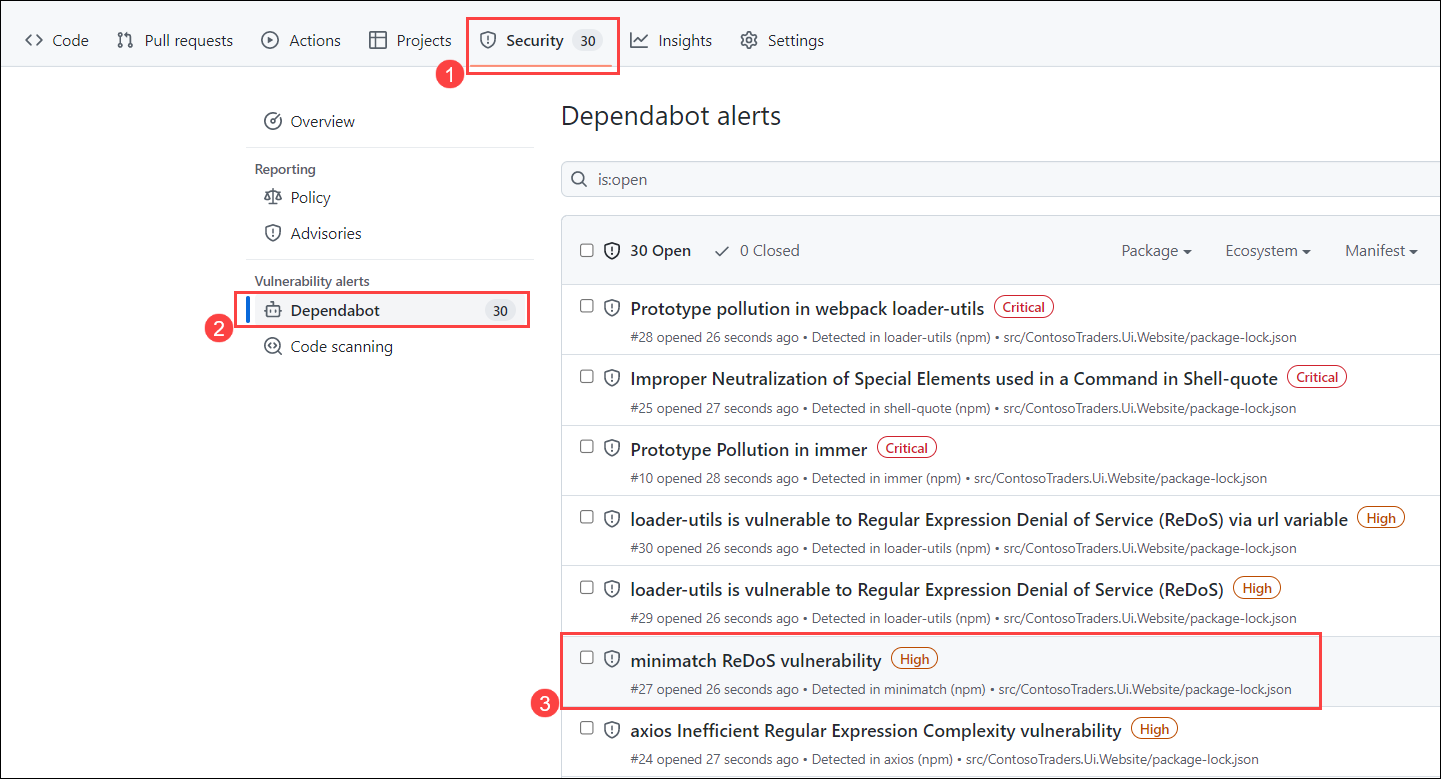 Code Pull requests Actions Projects Security 30 Insights Settings
1
Overview
Reporting
Policy
Advisories
Vulnerability alerts
2 Dependabot 30
Code scanning
Dependabot alerts
is:open
30 Open 0 Closed Package Ecosystem Manifest
Prototype pollution in webpack loader-utils Critical
#28 opened 26 seconds ago • Detected in loader-utils (npm) • src/ContosoTraders.Ui.Website/package-lock.json
Improper Neutralization of Special Elements used in a Command in Shell-quote Critical
#25 opened 27 seconds ago • Detected in shell-quote (npm) • src/ContosoTraders.Ui.Website/package-lock.json
Prototype Pollution in immer Critical
#10 opened 28 seconds ago • Detected in immer (npm) • src/ContosoTraders.Ui.Website/package-lock.json
loader-utils is vulnerable to Regular Expression Denial of Service (ReDoS) via url variable High
#30 opened 26 seconds ago • Detected in loader-utils (npm) • src/ContosoTraders.Ui.Website/package-lock.json
loader-utils is vulnerable to Regular Expression Denial of Service (ReDoS) High
#29 opened 26 seconds ago • Detected in loader-utils (npm) • src/ContosoTraders.Ui.Website/package-lock.json
minimatch ReDoS vulnerability High
3 #27 opened 26 seconds ago • Detected in minimatch (npm) • src/ContosoTraders.Ui.Website/package-lock.json
axios Inefficient Regular Expression Complexity vulnerability High
#24 opened 27 seconds ago • Detected in axios (npm) • src/ContosoTraders.Ui.Website/package-lock.json